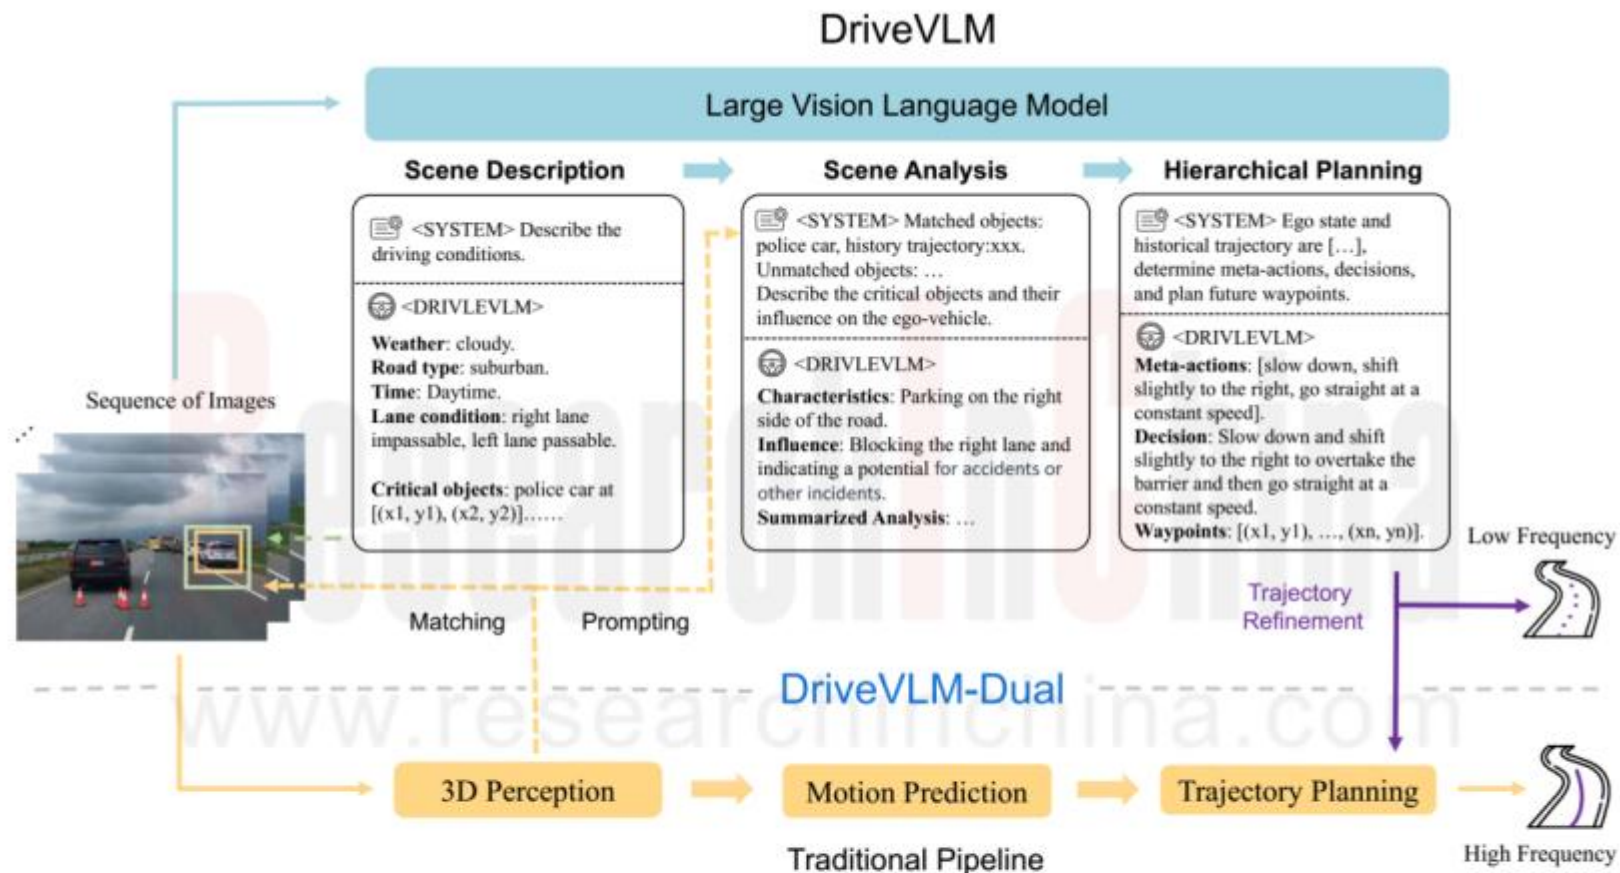 DriveVLM
Large Vision Language Model
Scene Description
Scene Analysis
Hierarchical Planning
<SYSTEM> Describe the
driving conditions.
<DRIVLEVLM>
Weather: cloudy.
Road type: suburban.
Time: Daytime.
Lane condition: right lane
impassable, left lane passable.
Critical objects: police car at
[(x1, y1), (x2, y2)]……
<SYSTEM> Matched objects:
police car, history trajectory:xxx.
Unmatched objects: …
Describe the critical objects and their
influence on the ego-vehicle.
<DRIVLEVLM>
Characteristics: Parking on the right
side of the road.
Influence: Blocking the right lane and
indicating a potential for accidents or
other incidents.
Summarized Analysis: …
<SYSTEM> Ego state and
historical trajectory are […],
determine meta-actions, decisions,
and plan future waypoints.
<DRIVLEVLM>
Meta-actions: [slow down, shift
slightly to the right, go straight at a
constant speed].
Decision: Slow down and shift
slightly to the right to overtake the
barrier and then go straight at a
constant speed.
Waypoints: [(x1, y1), …, (xn, yn)].
Sequence of Images
Matching
Prompting
Trajectory
Refinement
Low Frequency
ResearchInChina
DriveVLM-Dual
www.researchinchina.com
3D Perception
Motion Prediction
Trajectory Planning
High Frequency
Traditional Pipeline